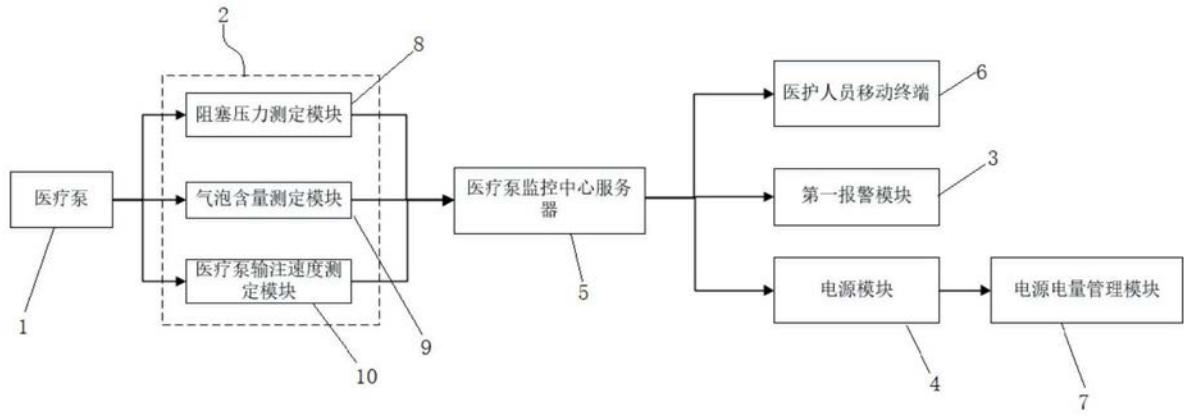 2
8
阻塞压力测定模块
医护人员移动终端
6
医疗泵
气泡含量测定模块
医疗泵监控中心服务
器
第一报警模块
3
医疗泵输注速度测
定模块
电源模块
电源电量管理模块
1
10
9
5
4
7